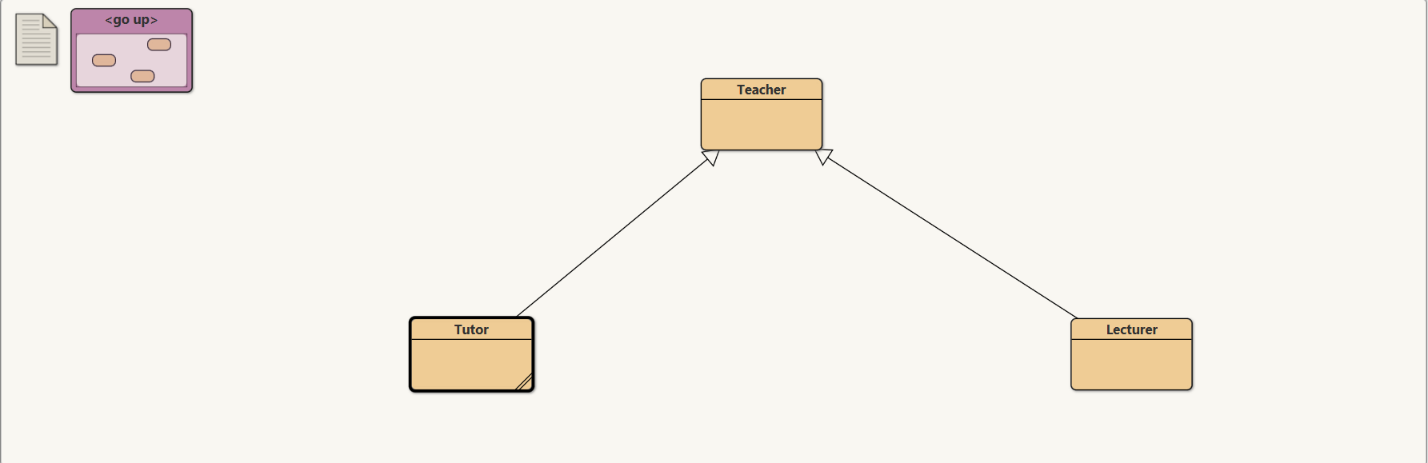 <go up>
Teacher
Tutor
Lecturer